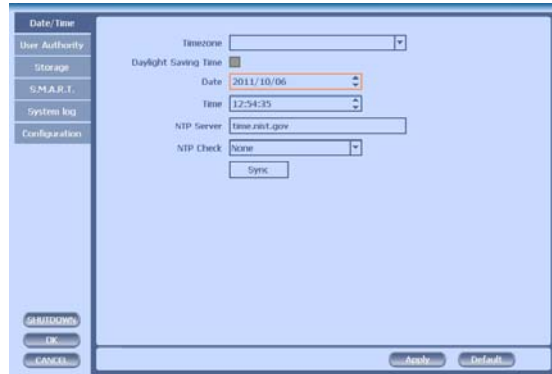 Date/Time
User Authority
Storage
S.M.A.R.T.
System log
Configuration
Timezone
Daylight Saving Time
Date 2011/10/06
Time 12:54:35
NTP Server time.nist.gov
NTP Check None
Sync
SHUTDOWN
OK
CANCEL
Apply Default